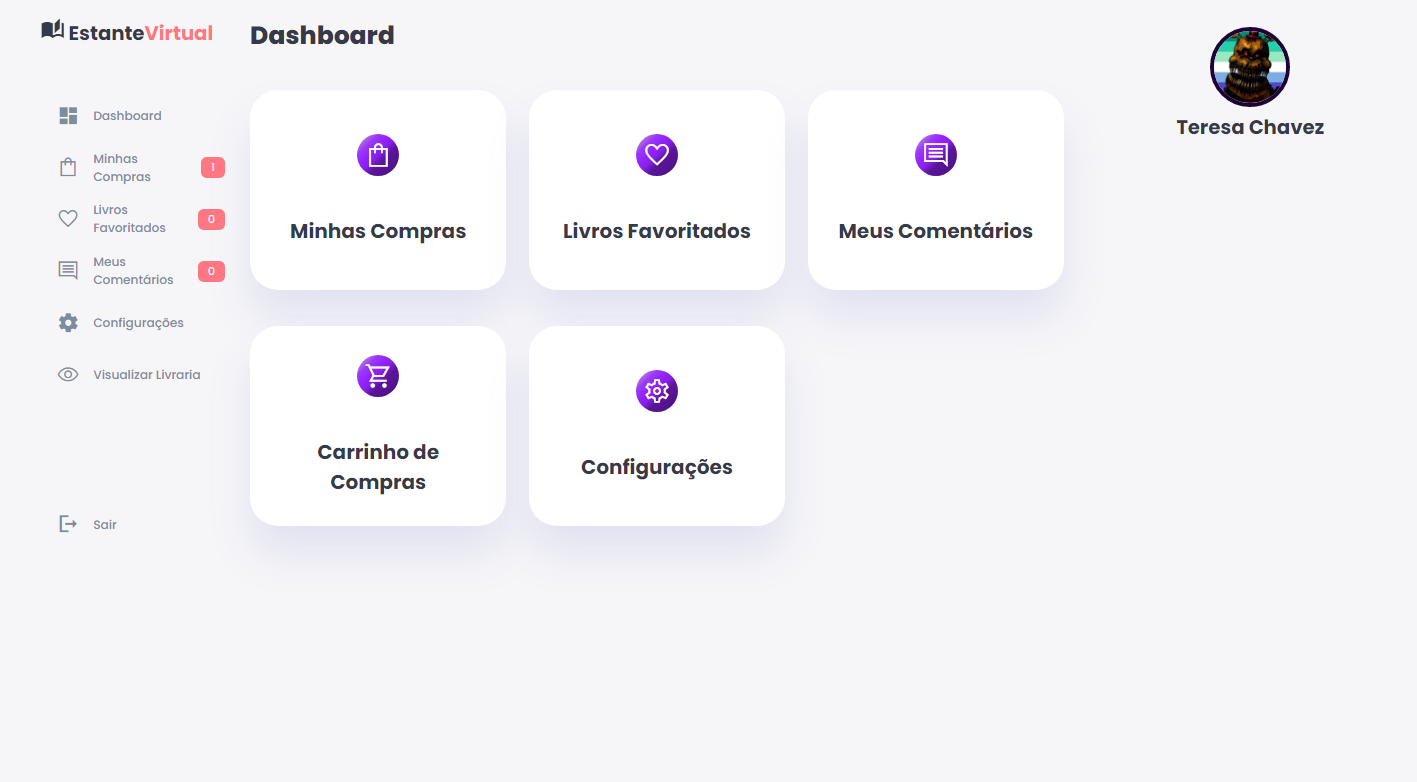 EstanteVirtual
Dashboard
Minhas
Compras
1
Livros
Favoritados
0
Meus
Comentários
0
Configurações
Visualizar Livraria
Sair
Dashboard
Minhas Compras
Livros Favoritados
Meus Comentários
Carrinho de
Compras
Configurações
Teresa Chavez